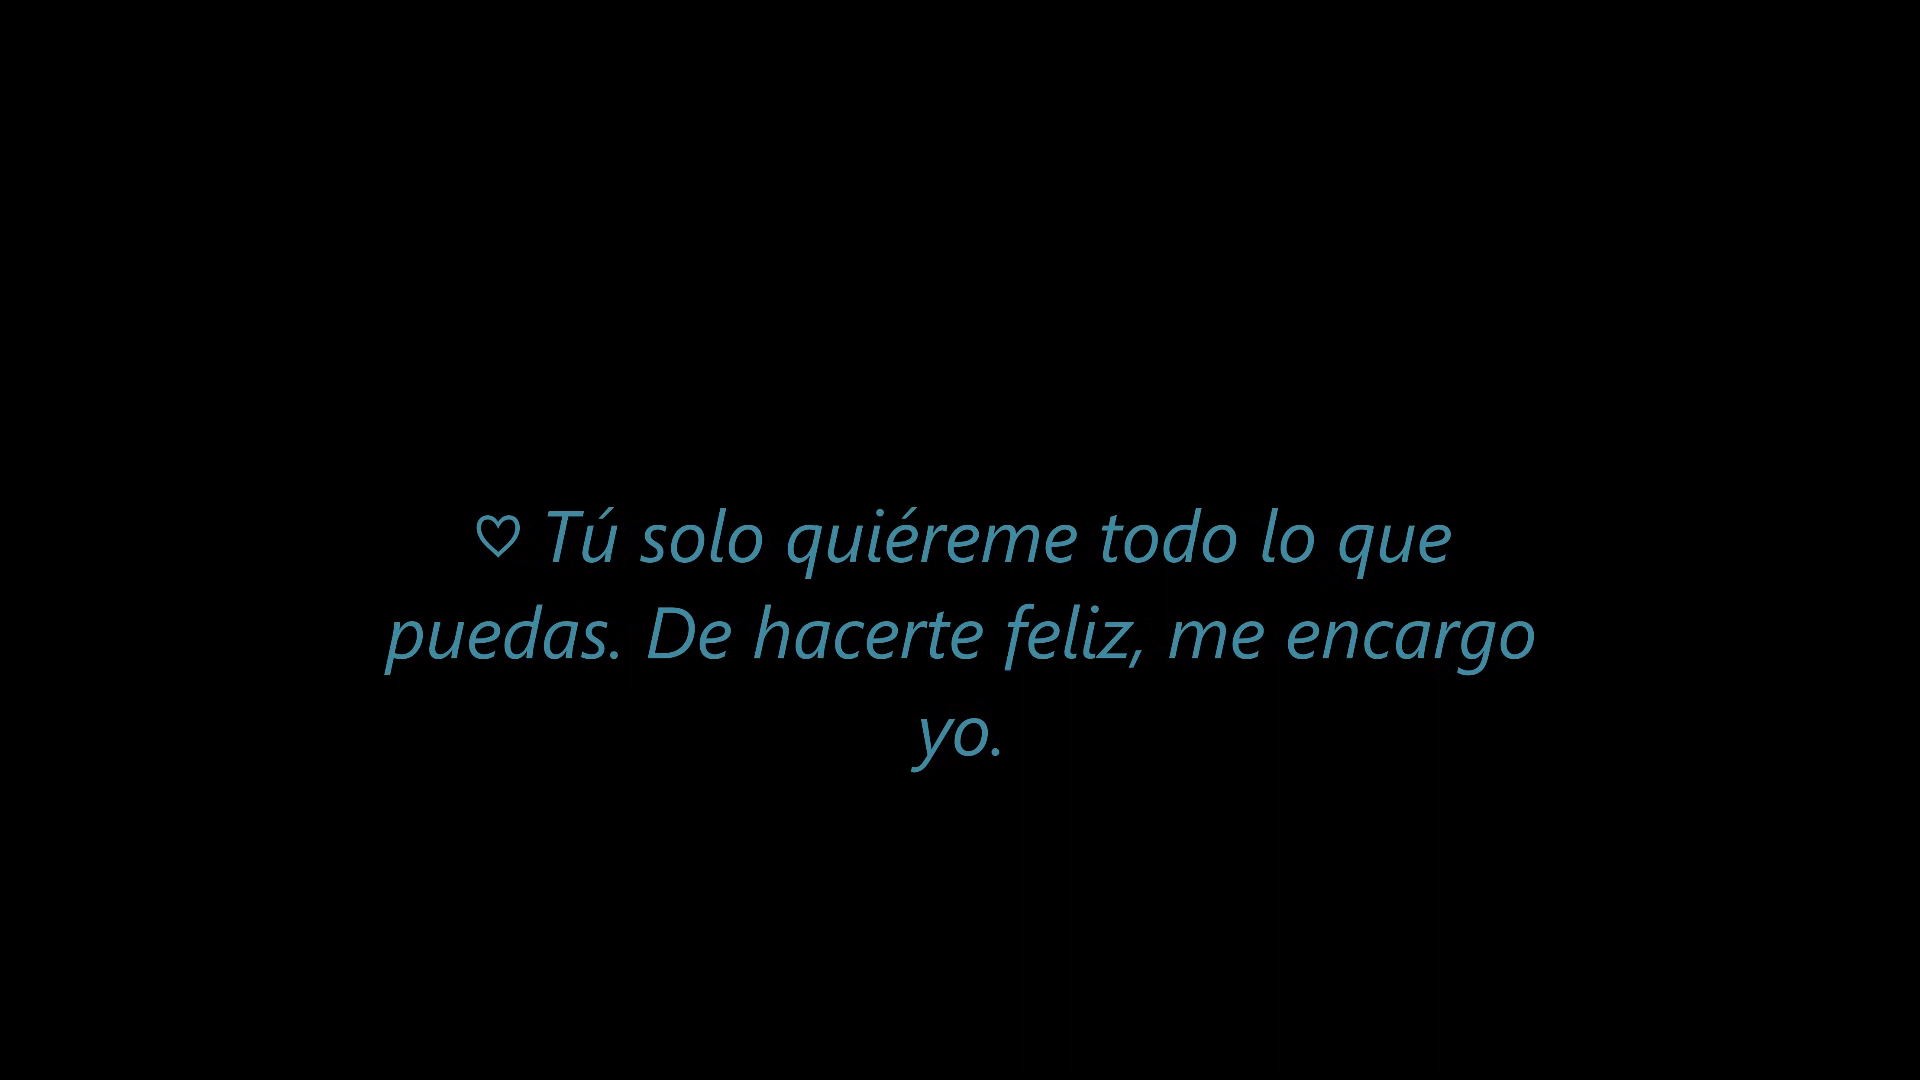 ♡ Tú solo quiéreme todo lo que
puedas. De hacerte feliz, me encargo
yo.